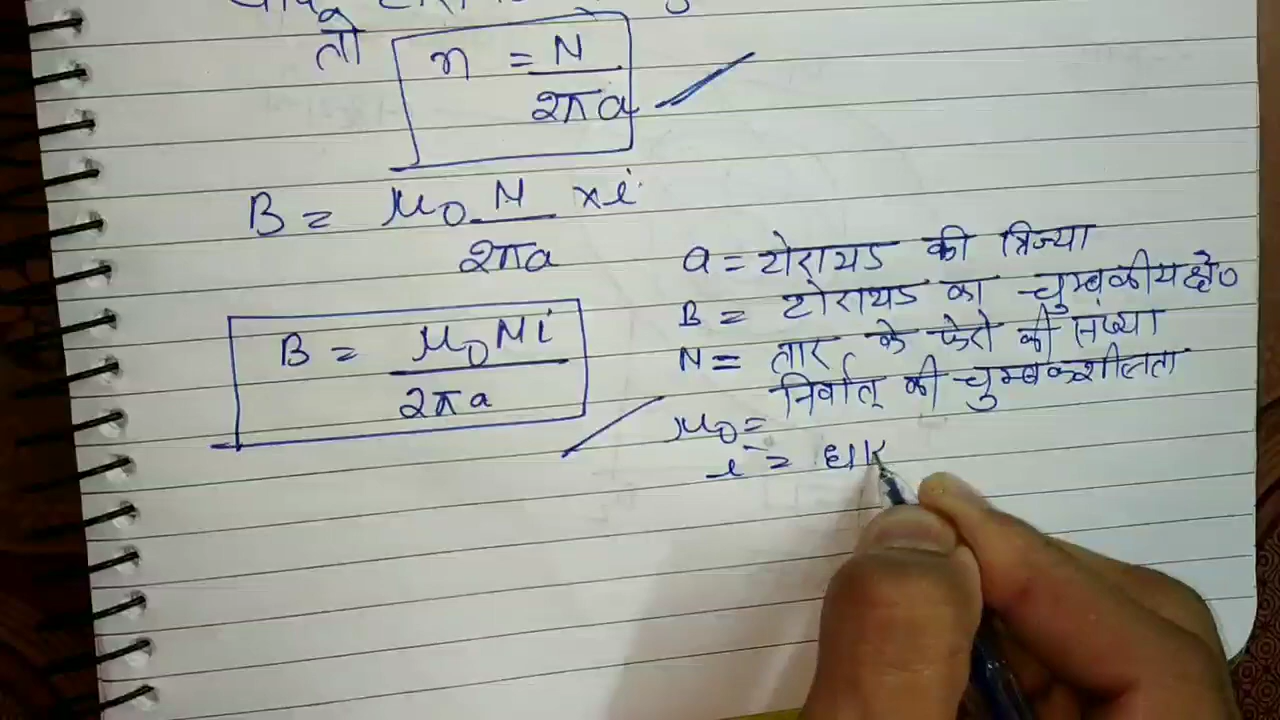 तो n = N / 2πa
B = μ₀ N / 2πa × i
B = μ₀Ni / 2πa
a = टोरायड की त्रिज्या
B = टोरायड का चुम्बकीय क्षे०
N = तार के फेरो की संख्या
μ₀ = निर्वात् की चुम्बकशीलता
i = धा